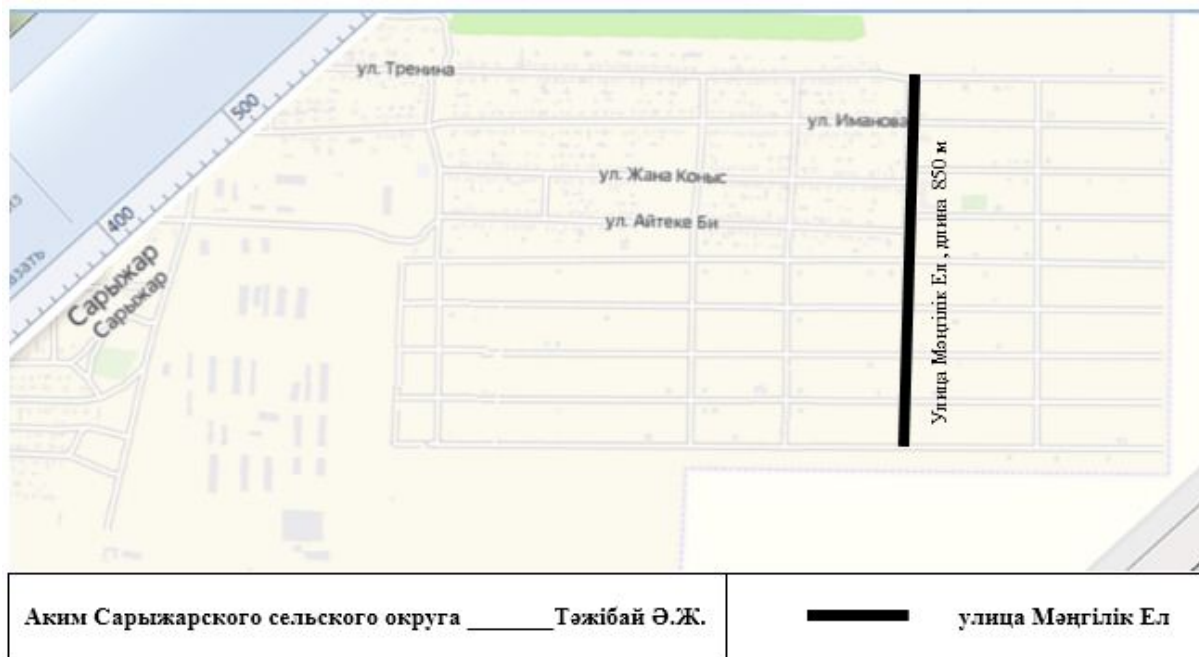 ул. Тренина
500
ул. Иманова
ул. Жана Коныс
ул. Айтеке Би
400
азать
Сарыжар
Сарыжар
Улица Мәңгілік Ел , длина 850 м
Аким Сарыжарского сельского округа _______Тәжібай Ә.Ж.
улица Мәңгілік Ел